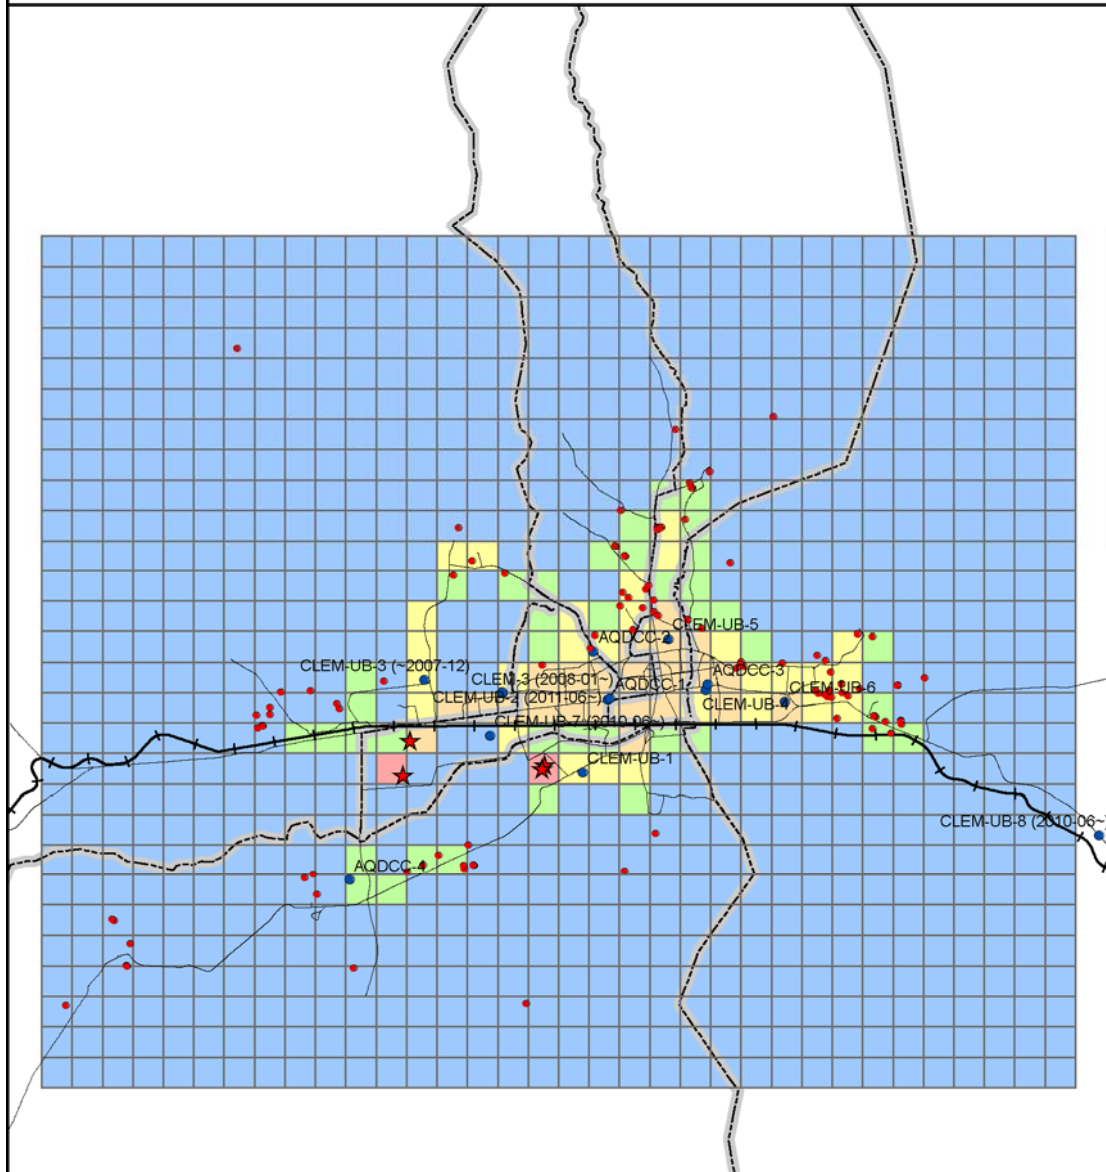 CLEM-UB-5
AQDCC-2
CLEM-UB-3 (~2007-12)
AQDCC-3
CLEM-3 (2008-01~)
AQDCC-1
CLEM-UB-6
CLEM-UB-2 (2011-06~)
CLEM-UB-4
CLEM-UB-7 (2010-06~)
CLEM-UB-1
CLEM-UB-8 (2010-06~)
AQDCC-4